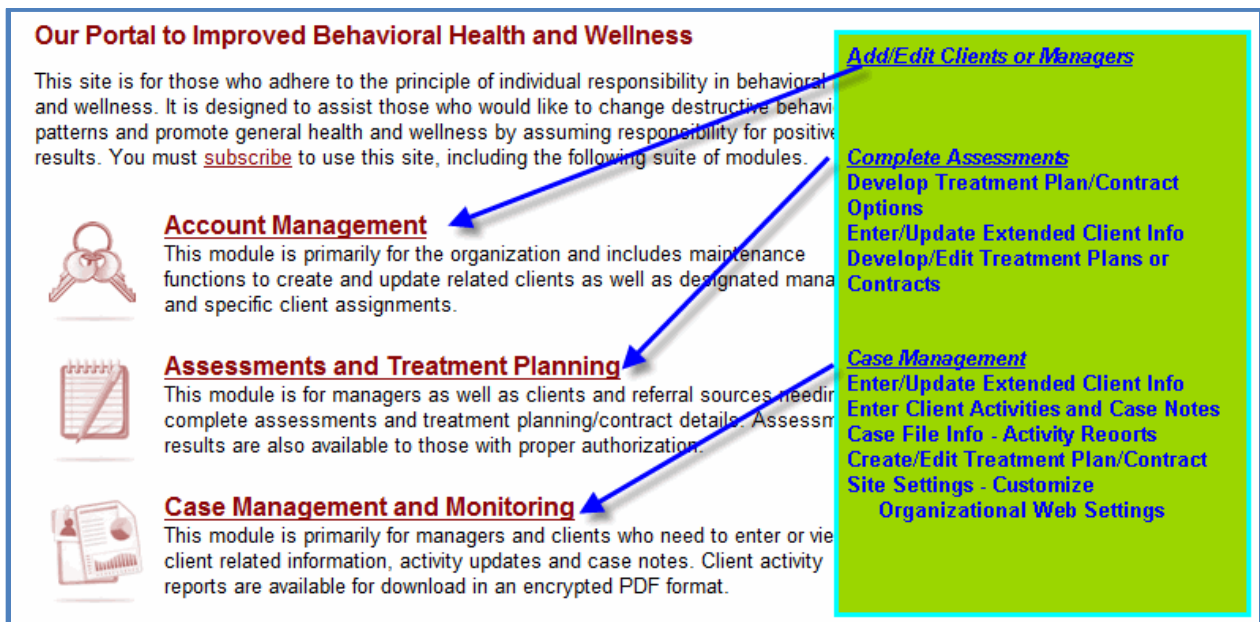 Our Portal to Improved Behavioral Health and Wellness
This site is for those who adhere to the principle of individual responsibility in behavioral
and wellness. It is designed to assist those who would like to change destructive behavi
patterns and promote general health and wellness by assuming responsibility for positive
results. You must subscribe to use this site, including the following suite of modules.
Account Management
This module is primarily for the organization and includes maintenance
functions to create and update related clients as well as designated mana
and specific client assignments.
Assessments and Treatment Planning
This module is for managers as well as clients and referral sources needin
complete assessments and treatment planning/contract details. Assessm
results are also available to those with proper authorization.
Case Management and Monitoring
This module is primarily for managers and clients who need to enter or vie
client related information, activity updates and case notes. Client activity
reports are available for download in an encrypted PDF format.
Add/Edit Clients or Managers
Complete Assessments
Develop Treatment Plan/Contract
Options
Enter/Update Extended Client Info
Develop/Edit Treatment Plans or
Contracts
Case Management
Enter/Update Extended Client Info
Enter Client Activities and Case Notes
Case File Info - Activity Reoorts
Create/Edit Treatment Plan/Contract
Site Settings - Customize
Organizational Web Settings